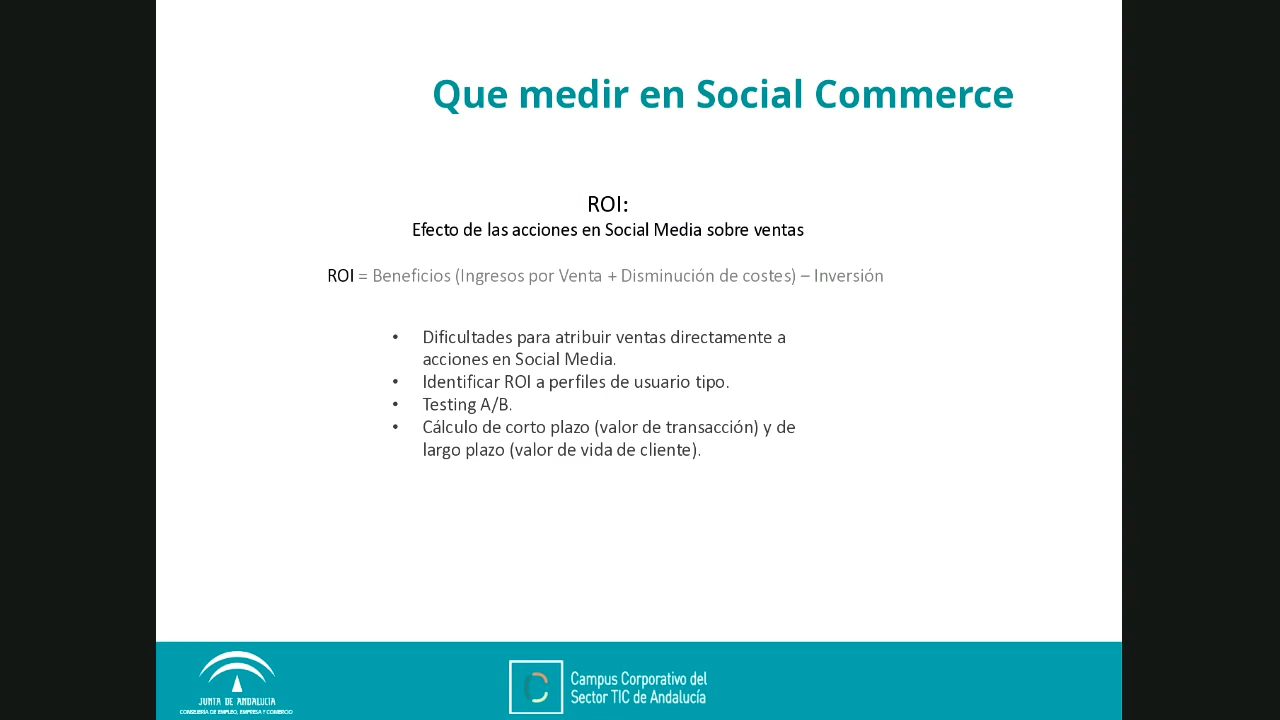 Que medir en Social Commerce
ROI:
Efecto de las acciones en Social Media sobre ventas
ROI = Beneficios (Ingresos por Venta + Disminución de costes) – Inversión
• Dificultades para atribuir ventas directamente a
acciones en Social Media.
• Identificar ROI a perfiles de usuario tipo.
• Testing A/B.
• Cálculo de corto plazo (valor de transacción) y de
largo plazo (valor de vida de cliente).
JUNTA DE ANDALUCIA
CONSEJERÍA DE EMPLEO, EMPRESA Y COMERCIO
Campus Corporativo del
Sector TIC de Andalucía